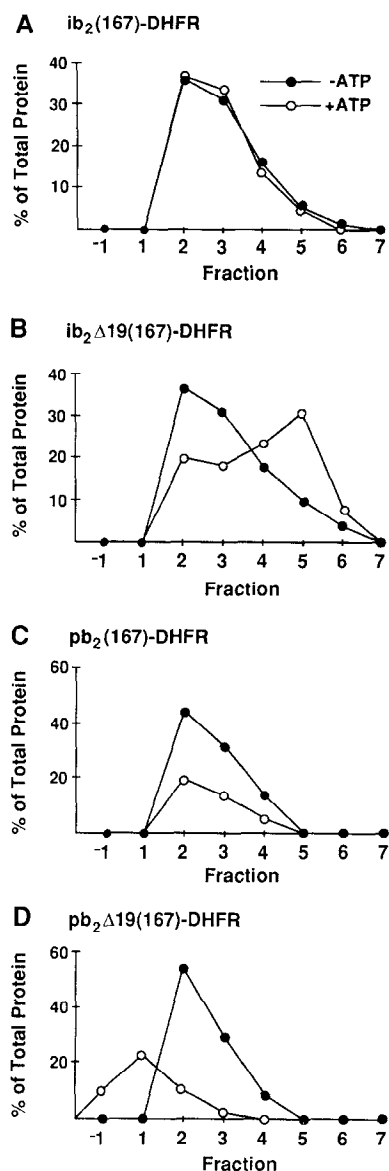 A ib₂(167)-DHFR
% of Total Protein
40
30
20
10
-ATP
+ATP
-1 1 2 3 4 5 6 7
Fraction
B ib₂Δ19(167)-DHFR
% of Total Protein
40
30
20
10
-1 1 2 3 4 5 6 7
Fraction
C pb₂(167)-DHFR
% of Total Protein
60
40
20
-1 1 2 3 4 5 6 7
Fraction
D pb₂Δ19(167)-DHFR
% of Total Protein
60
40
20
-1 1 2 3 4 5 6 7
Fraction